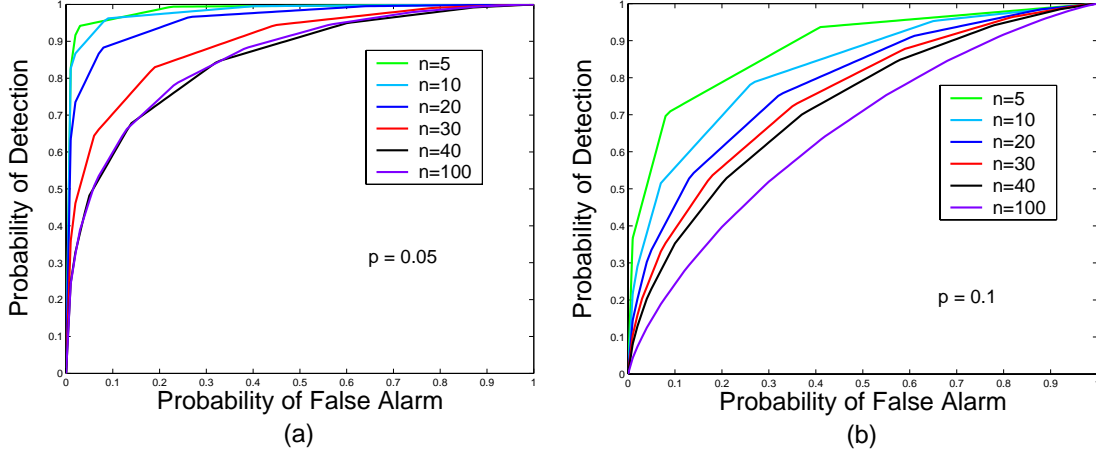 Probability of Detection
1
0.9
0.8
0.7
0.6
0.5
0.4
0.3
0.2
0.1
0
n=5
n=10
n=20
n=30
n=40
n=100
p = 0.05
0 0.1 0.2 0.3 0.4 0.5 0.6 0.7 0.8 0.9 1
Probability of False Alarm
(a)
Probability of Detection
1
0.9
0.8
0.7
0.6
0.5
0.4
0.3
0.2
0.1
0
n=5
n=10
n=20
n=30
n=40
n=100
p = 0.1
0 0.1 0.2 0.3 0.4 0.5 0.6 0.7 0.8 0.9 1
Probability of False Alarm
(b)